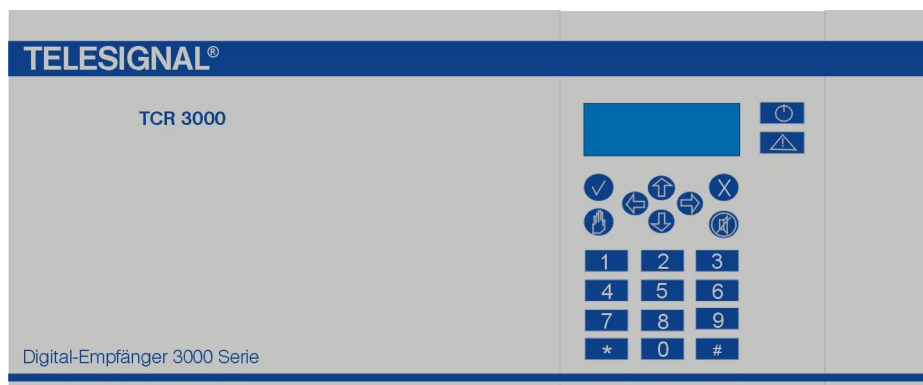 TELESIGNAL®
TCR 3000
1 2 3
4 5 6
7 8 9
* 0 #
Digital-Empfänger 3000 Serie